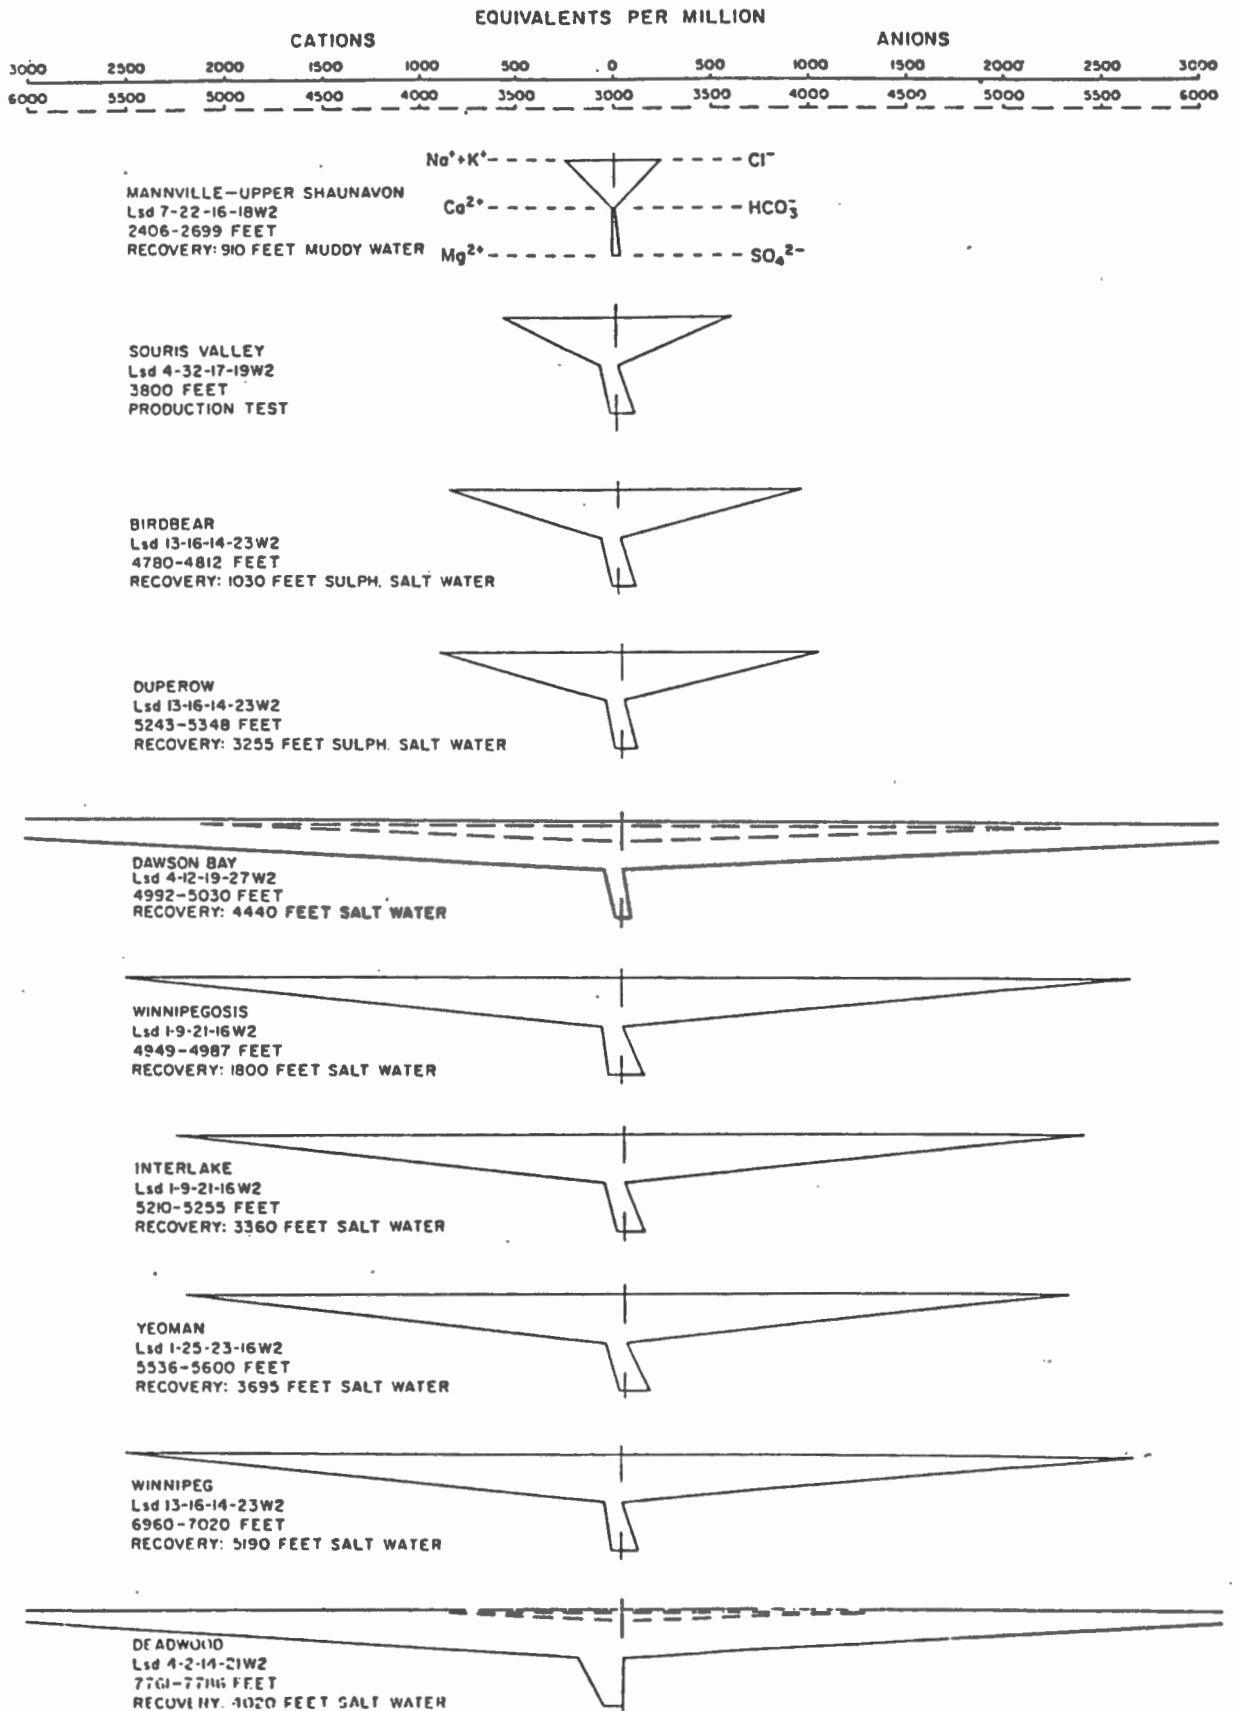 EQUIVALENTS PER MILLION
CATIONS ANIONS
3000 2500 2000 1500 1000 500 0 500 1000 1500 2000 2500 3000
6000 5500 5000 4500 4000 3500 3000 3500 4000 4500 5000 5500 6000
Na⁺+K⁺ Cl⁻
MANNVILLE-UPPER SHAUNAVON
Lsd 7-22-16-18W2
Ca²⁺ HCO₃⁻
2406-2699 FEET
RECOVERY: 910 FEET MUDDY WATER
Mg²⁺ SO₄²⁻
SOURIS VALLEY
Lsd 4-32-17-19W2
3800 FEET
PRODUCTION TEST
BIRDBEAR
Lsd 13-16-14-23W2
4780-4812 FEET
RECOVERY: 1030 FEET SULPH. SALT WATER
DUPEROW
Lsd 13-16-14-23W2
5243-5348 FEET
RECOVERY: 3255 FEET SULPH. SALT WATER
DAWSON BAY
Lsd 4-12-19-27W2
4992-5030 FEET
RECOVERY: 4440 FEET SALT WATER
WINNIPEGOSIS
Lsd 1-9-21-16W2
4949-4987 FEET
RECOVERY: 1800 FEET SALT WATER
INTERLAKE
Lsd 1-9-21-16W2
5210-5255 FEET
RECOVERY: 3360 FEET SALT WATER
YEOMAN
Lsd 1-25-23-16W2
5536-5600 FEET
RECOVERY: 3695 FEET SALT WATER
WINNIPEG
Lsd 13-16-14-23W2
6960-7020 FEET
RECOVERY: 5190 FEET SALT WATER
DEADWOOD
Lsd 4-2-14-21W2
FEET
RECOVERY: FEET SALT WATER